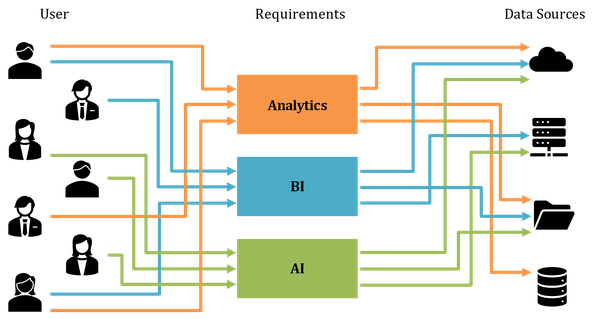 User
Requirements
Data Sources
Analytics
BI
AI